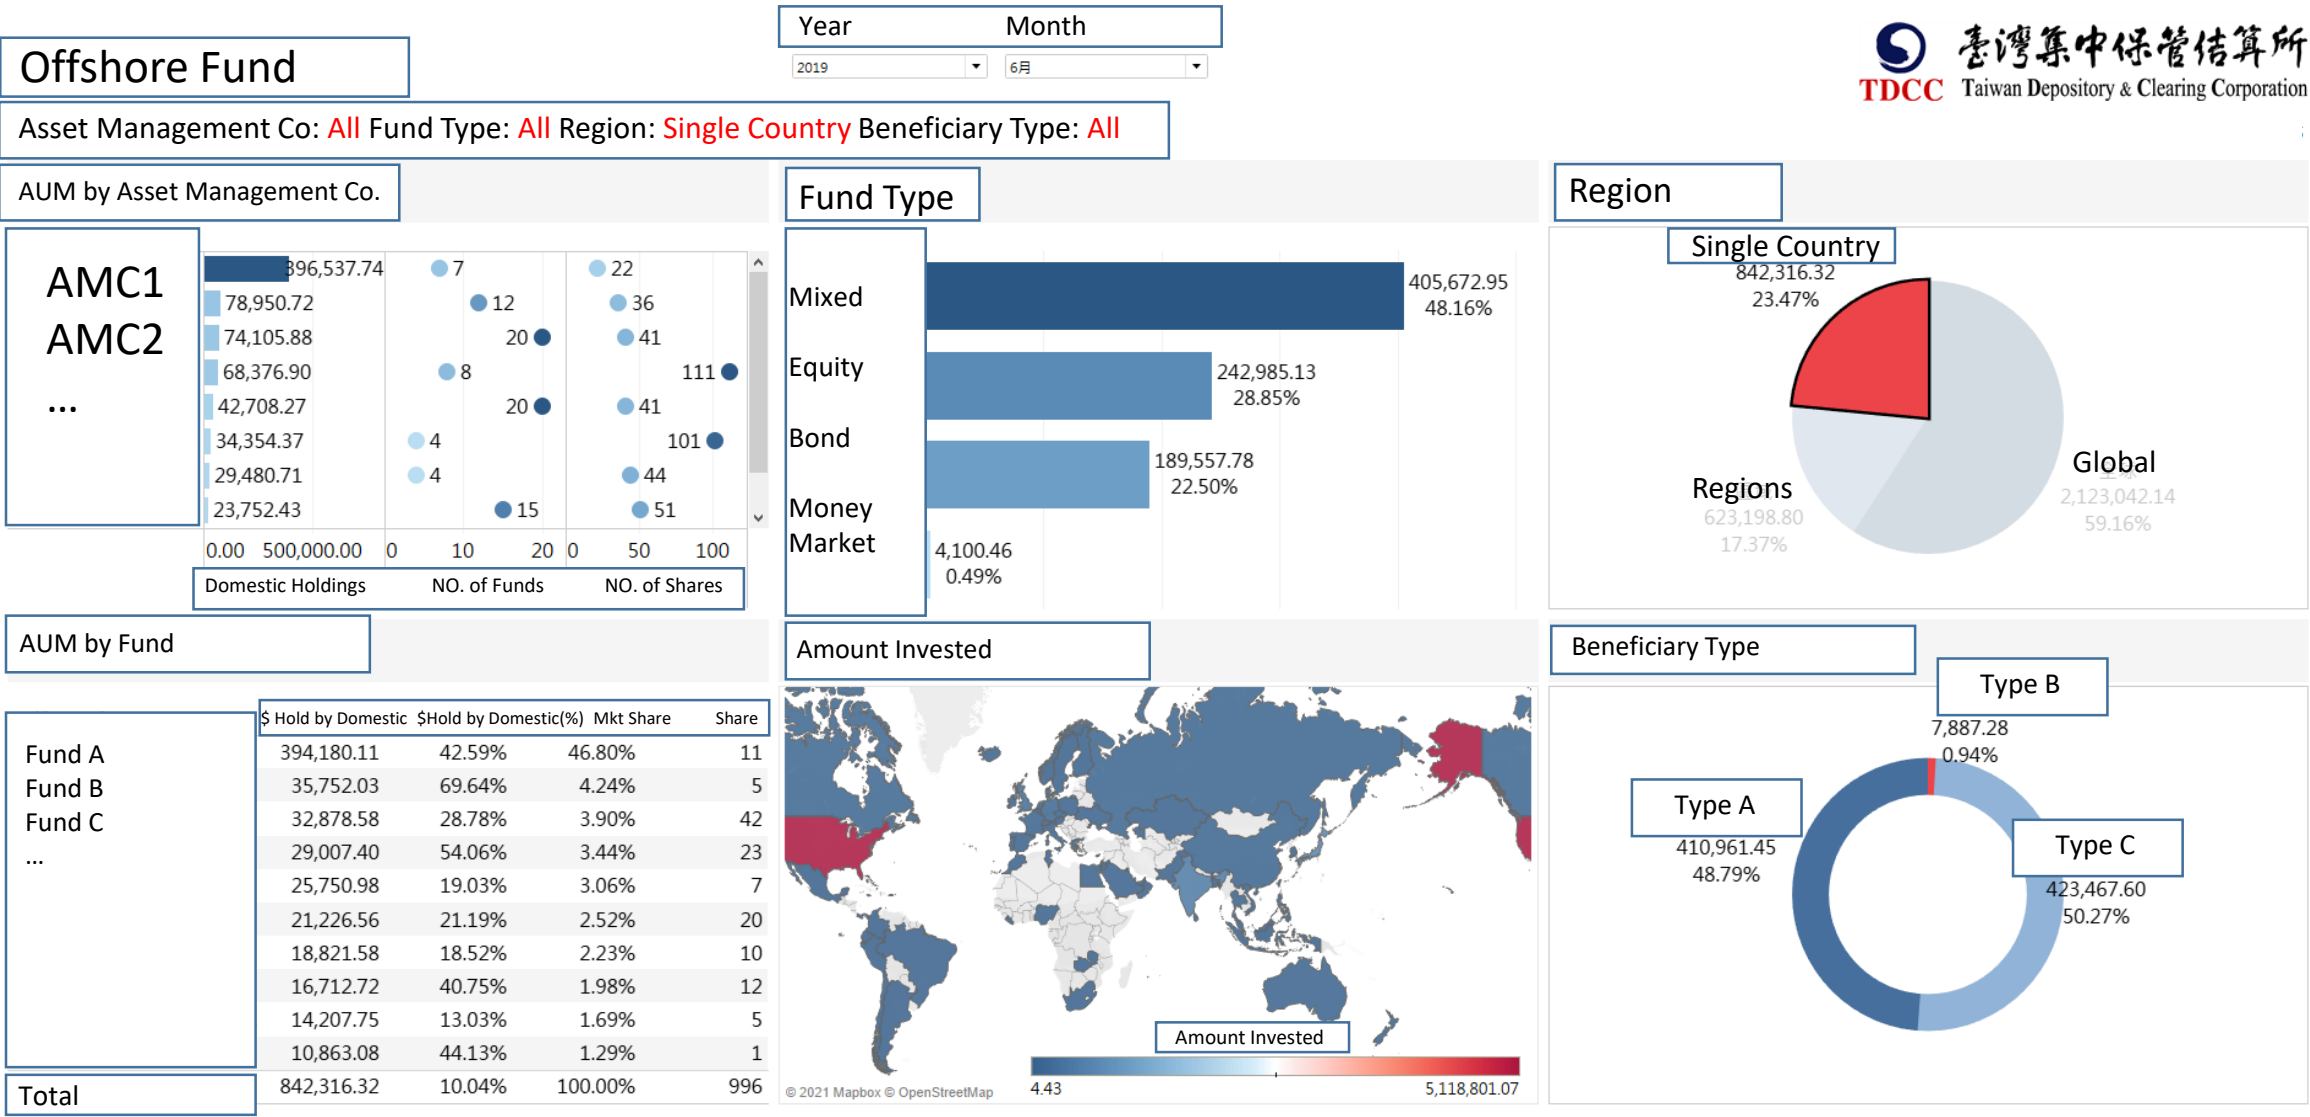 Year Month
2019 6月
Offshore Fund
臺灣集中保管結算所
TDCC Taiwan Depository & Clearing Corporation
Asset Management Co: All Fund Type: All Region: Single Country Beneficiary Type: All
AUM by Asset Management Co.
AMC1
AMC2
...
396,537.74 7 22
78,950.72 12 36
74,105.88 20 41
68,376.90 8 111
42,708.27 20 41
34,354.37 4 101
29,480.71 4 44
23,752.43 15 51
0.00 500,000.00 0 10 20 0 50 100
Domestic Holdings NO. of Funds NO. of Shares
Fund Type
Mixed
405,672.95
48.16%
Equity
242,985.13
28.85%
Bond
189,557.78
22.50%
Money
Market
4,100.46
0.49%
Region
Single Country
842,316.32
23.47%
Global
2,123,042.14
59.16%
Regions
623,198.80
17.37%
AUM by Fund
$ Hold by Domestic $Hold by Domestic(%) Mkt Share Share
Fund A
Fund B
Fund C
...
394,180.11 42.59% 46.80% 11
35,752.03 69.64% 4.24% 5
32,878.58 28.78% 3.90% 42
29,007.40 54.06% 3.44% 23
25,750.98 19.03% 3.06% 7
21,226.56 21.19% 2.52% 20
18,821.58 18.52% 2.23% 10
16,712.72 40.75% 1.98% 12
14,207.75 13.03% 1.69% 5
10,863.08 44.13% 1.29% 1
Total 842,316.32 10.04% 100.00% 996
Amount Invested
Amount Invested
4.43 5,118,801.07
© 2021 Mapbox © OpenStreetMap
Beneficiary Type
Type B
7,887.28
0.94%
Type A
410,961.45
48.79%
Type C
423,467.60
50.27%